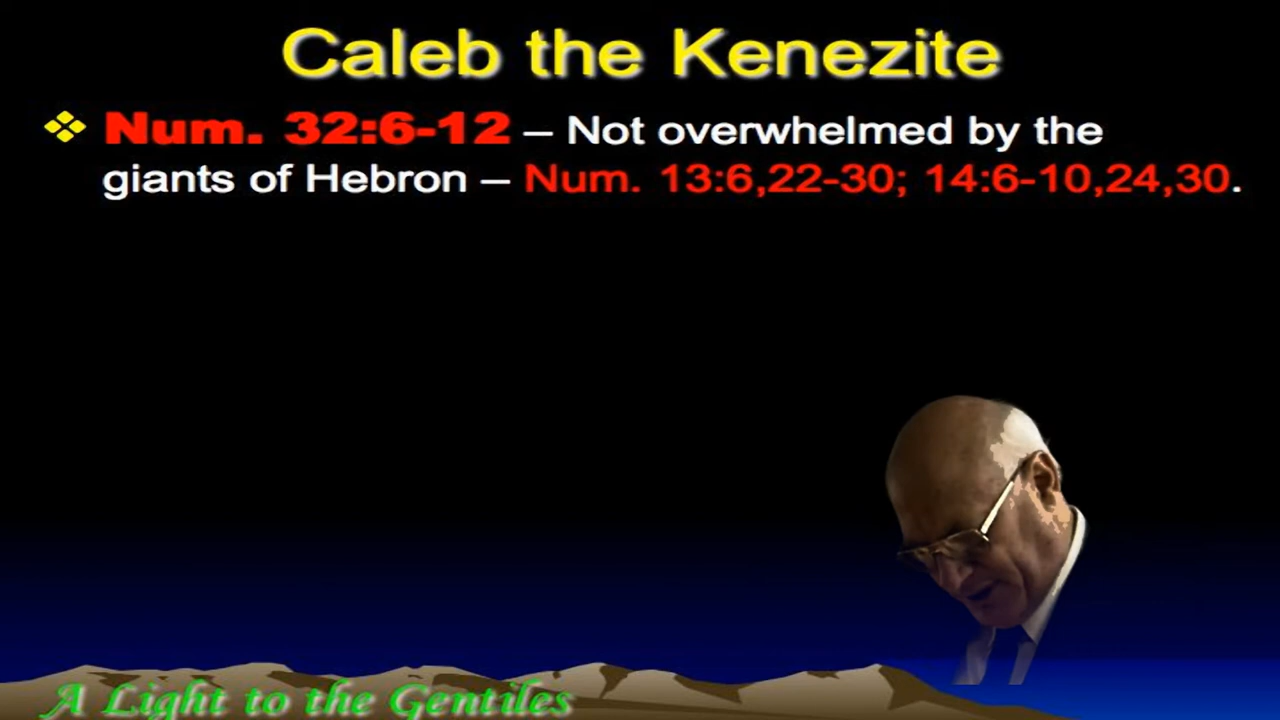 Caleb the Kenezite
Num. 32:6-12 – Not overwhelmed by the
giants of Hebron – Num. 13:6,22-30; 14:6-10,24,30.
A Light to the Gentiles